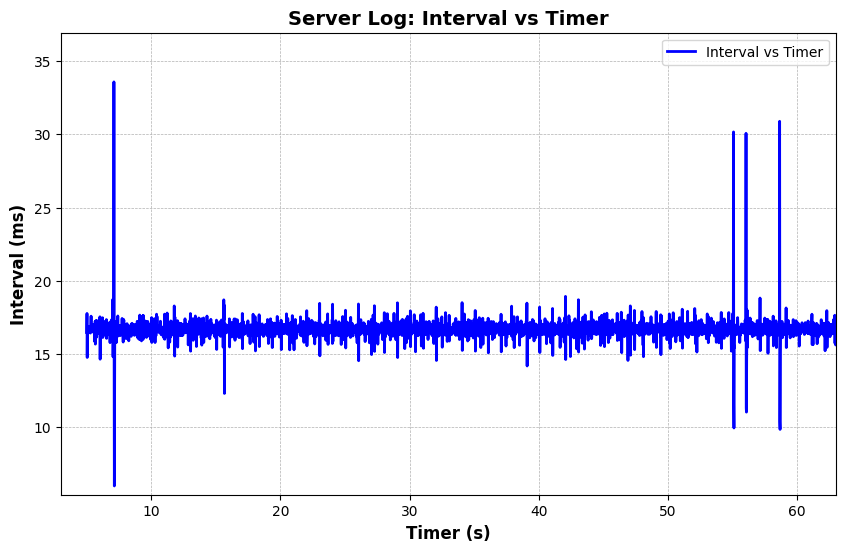 Server Log: Interval vs Timer
Interval vs Timer
Interval (ms)
35
30
25
20
15
10
10 20 30 40 50 60
Timer (s)